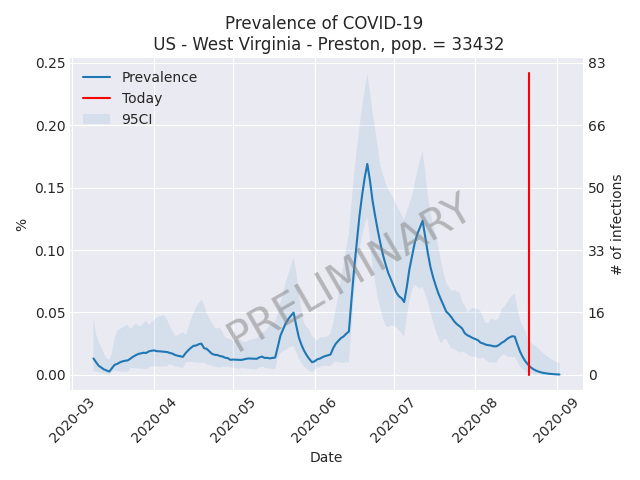 Prevalence of COVID-19
US - West Virginia - Preston, pop. = 33432
0.25
0.20
0.15
0.10
0.05
0.00
%
Prevalence
Today
95CI
PRELIMINARY
83
66
50
33
16
0
# of infections
2020-03
2020-04
2020-05
2020-06
2020-07
2020-08
2020-09
Date